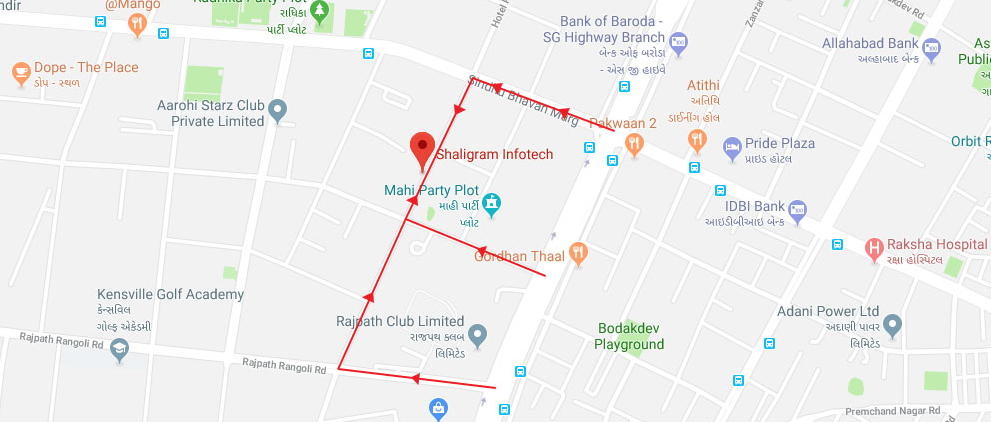 ndir
@Mango
Radhika Party Plot
રાધિકા
પાર્ટી પ્લોટ
Hotel
Zanzar
Bank of Baroda -
SG Highway Branch
બેન્ક ઓફ બરોડા
- એસ જી હાઇવે
akdev Rd
Allahabad Bank
અલ્હાબાદ બેન્ક
As
Public
Dope - The Place
ડોપ - સ્થળ
Aarohi Starz Club
Private Limited
Sindhu Bhavan Marg
Atithi
અતિથિ
ડાઈનીંગ હોલ
Pakwaan 2
Pride Plaza
પ્રાઇડ હોટલ
Orbit R
Shaligram Infotech
Mahi Party Plot
માહી પાર્ટી
પ્લોટ
IDBI Bank
આઇડીબીઆઇ બેન્ક
Gordhan Thaal
Raksha Hospital
રક્ષા હોસ્પિટલ
Kensville Golf Academy
કેન્સવિલ
ગોલ્ફ એકેડમી
Rajpath Club Limited
રાજપથ ક્લબ
લિમિટેડ
Bodakdev
Playground
Adani Power Ltd
અદાણી પાવર
લિમિટેડ
Rajpath Rangoli Rd
Rajpath Rangoli Rd
Premchand Nagar Rd